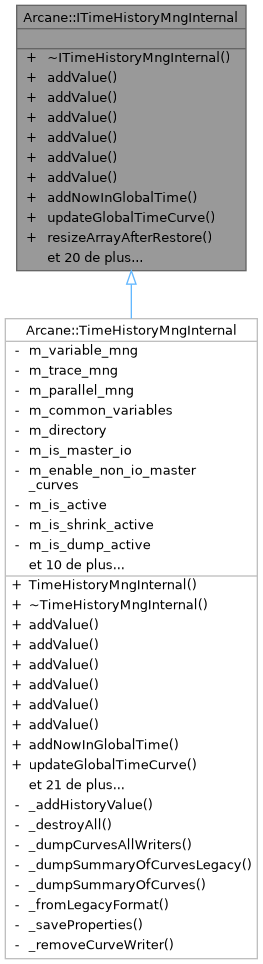 Arcane::ITimeHistoryMngInternal
+ ~ITimeHistoryMngInternal()
+ addValue()
+ addValue()
+ addValue()
+ addValue()
+ addValue()
+ addValue()
+ addNowInGlobalTime()
+ updateGlobalTimeCurve()
+ resizeArrayAfterRestore()
et 20 de plus...
Arcane::TimeHistoryMngInternal
- m_variable_mng
- m_trace_mng
- m_parallel_mng
- m_common_variables
- m_directory
- m_is_master_io
- m_enable_non_io_master
_curves
- m_is_active
- m_is_shrink_active
- m_is_dump_active
et 10 de plus...
+ TimeHistoryMngInternal()
+ ~TimeHistoryMngInternal()
+ addValue()
+ addValue()
+ addValue()
+ addValue()
+ addValue()
+ addValue()
+ addNowInGlobalTime()
+ updateGlobalTimeCurve()
et 21 de plus...
- _addHistoryValue()
- _destroyAll()
- _dumpCurvesAllWriters()
- _dumpSummaryOfCurvesLegacy()
- _dumpSummaryOfCurves()
- _fromLegacyFormat()
- _saveProperties()
- _removeCurveWriter()